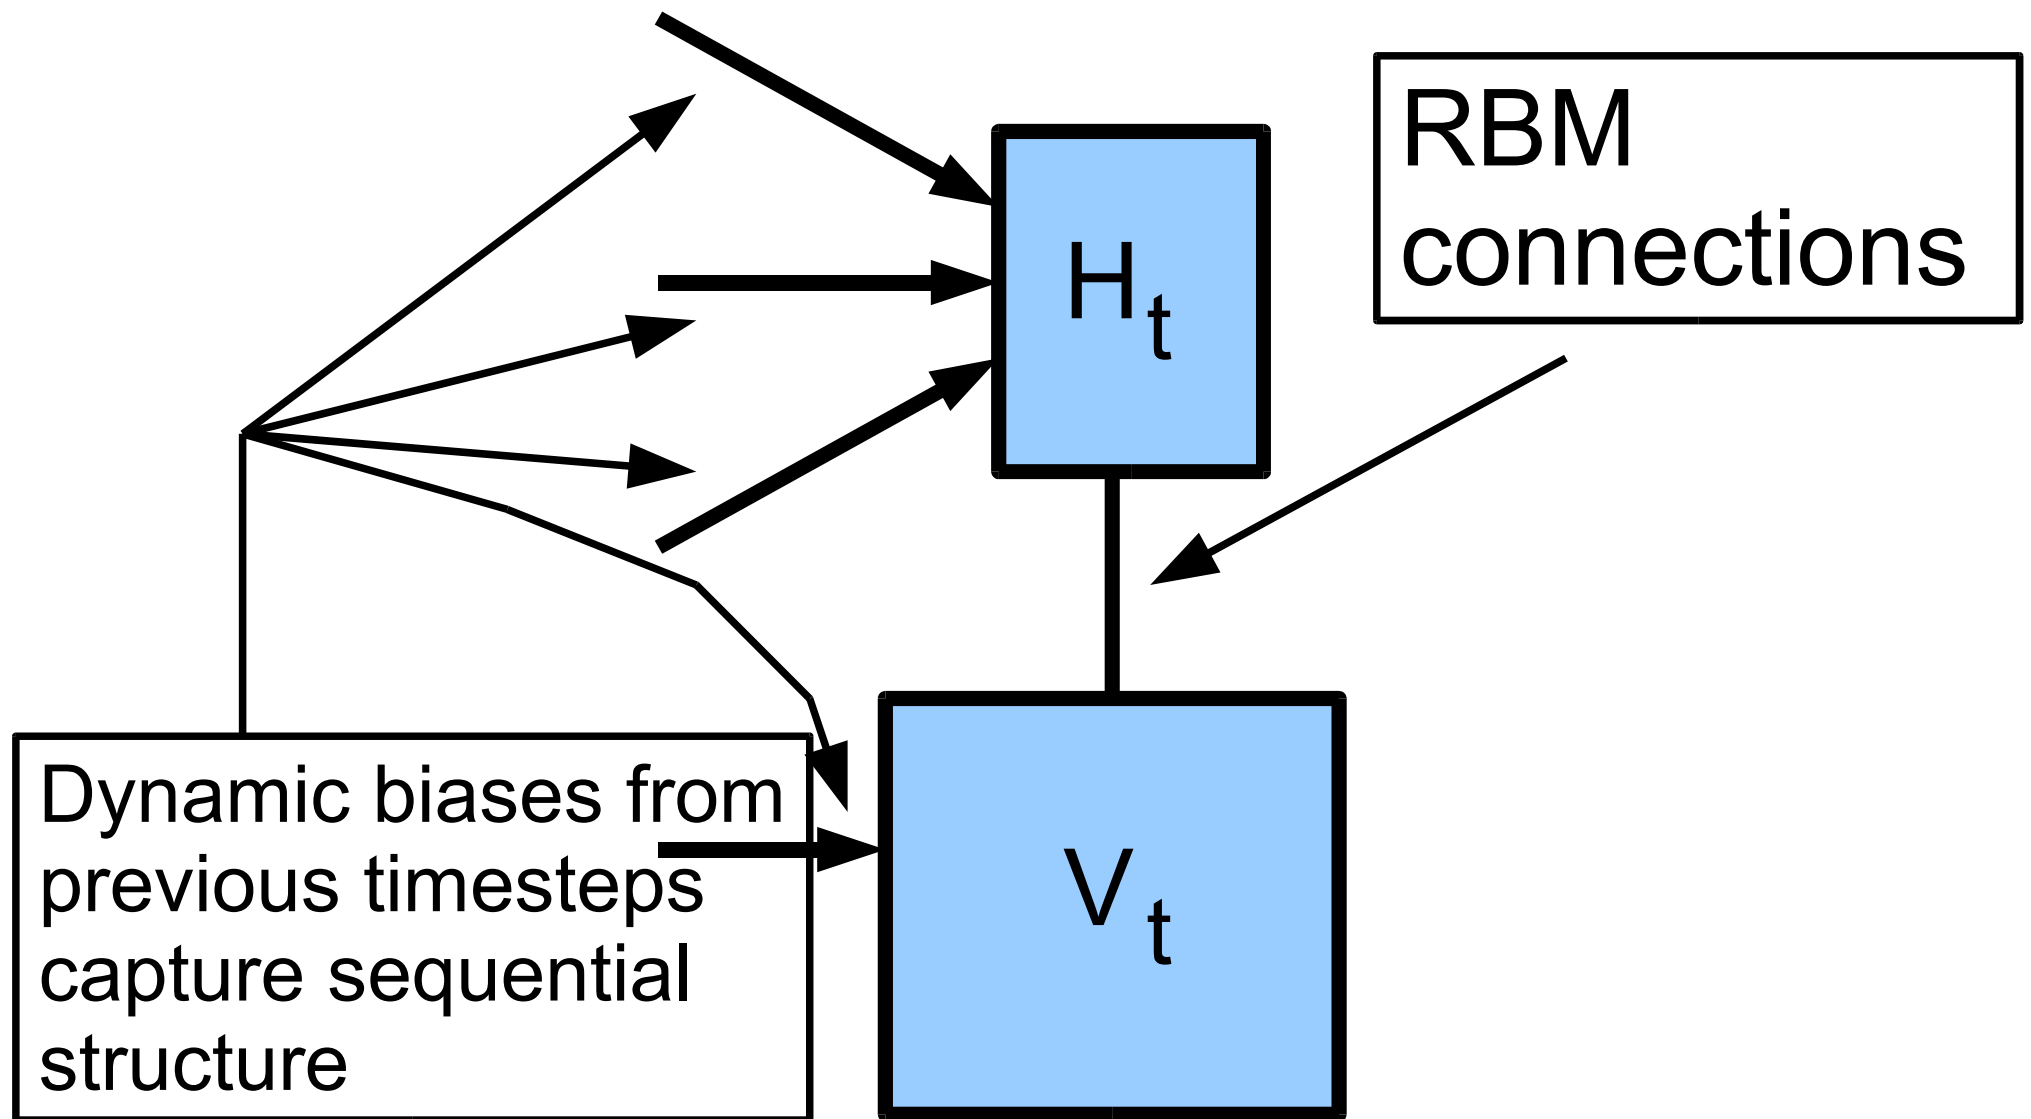 RBM
connections
H t
V t
Dynamic biases from
previous timesteps
capture sequential
structure